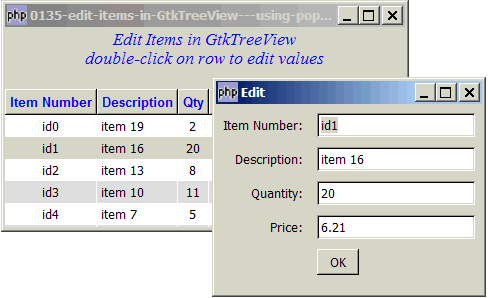 php 0135-edit-items-in-GtkTreeView---using-pop...
Edit Items in GtkTreeView
double-click on row to edit values
Item Number Description Qty
id0 item 19 2
id1 item 16 20
id2 item 13 8
id3 item 10 11
id4 item 7 5
php Edit
Item Number: id1
Description: item 16
Quantity: 20
Price: 6.21
OK